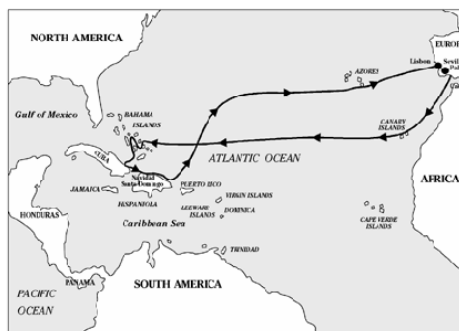 NORTH AMERICA
EUROPE
Lisbon
Sevil
AZORES
Gulf of Mexico
BAHAMA
ISLANDS
CANARY
ISLANDS
ATLANTIC OCEAN
CUBA
Navidad
Santo Domingo
PUERTO RICO
JAMAICA
HISPANIOLA
VIRGIN ISLANDS
LEEWARD
ISLANDS
DOMINICA
AFRICA
HONDURAS
Caribbean Sea
CAPE VERDE
ISLANDS
TRINIDAD
PANAMA
SOUTH AMERICA
PACIFIC
OCEAN